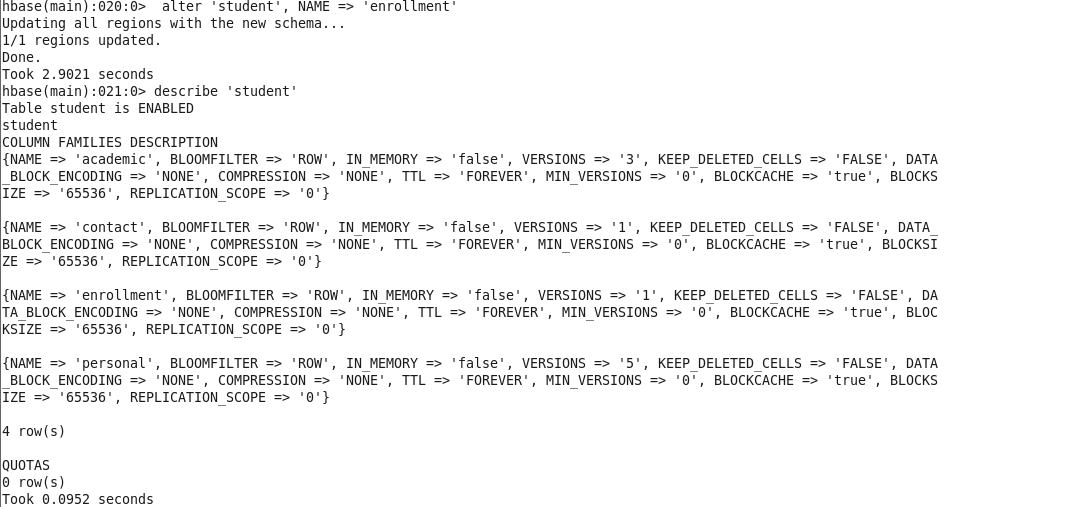 hbase(main):020:0>  alter 'student', NAME => 'enrollment'
Updating all regions with the new schema...
1/1 regions updated.
Done.
Took 2.9021 seconds
hbase(main):021:0> describe 'student'
Table student is ENABLED
student
COLUMN FAMILIES DESCRIPTION
{NAME => 'academic', BLOOMFILTER => 'ROW', IN_MEMORY => 'false', VERSIONS => '3', KEEP_DELETED_CELLS => 'FALSE', DATA
_BLOCK_ENCODING => 'NONE', COMPRESSION => 'NONE', TTL => 'FOREVER', MIN_VERSIONS => '0', BLOCKCACHE => 'true', BLOCKS
IZE => '65536', REPLICATION_SCOPE => '0'}
{NAME => 'contact', BLOOMFILTER => 'ROW', IN_MEMORY => 'false', VERSIONS => '1', KEEP_DELETED_CELLS => 'FALSE', DATA_
BLOCK_ENCODING => 'NONE', COMPRESSION => 'NONE', TTL => 'FOREVER', MIN_VERSIONS => '0', BLOCKCACHE => 'true', BLOCKSI
ZE => '65536', REPLICATION_SCOPE => '0'}
{NAME => 'enrollment', BLOOMFILTER => 'ROW', IN_MEMORY => 'false', VERSIONS => '1', KEEP_DELETED_CELLS => 'FALSE', DA
TA_BLOCK_ENCODING => 'NONE', COMPRESSION => 'NONE', TTL => 'FOREVER', MIN_VERSIONS => '0', BLOCKCACHE => 'true', BLOC
KSIZE => '65536', REPLICATION_SCOPE => '0'}
{NAME => 'personal', BLOOMFILTER => 'ROW', IN_MEMORY => 'false', VERSIONS => '5', KEEP_DELETED_CELLS => 'FALSE', DATA
_BLOCK_ENCODING => 'NONE', COMPRESSION => 'NONE', TTL => 'FOREVER', MIN_VERSIONS => '0', BLOCKCACHE => 'true', BLOCKS
IZE => '65536', REPLICATION_SCOPE => '0'}
4 row(s)
QUOTAS
0 row(s)
Took 0.0952 seconds